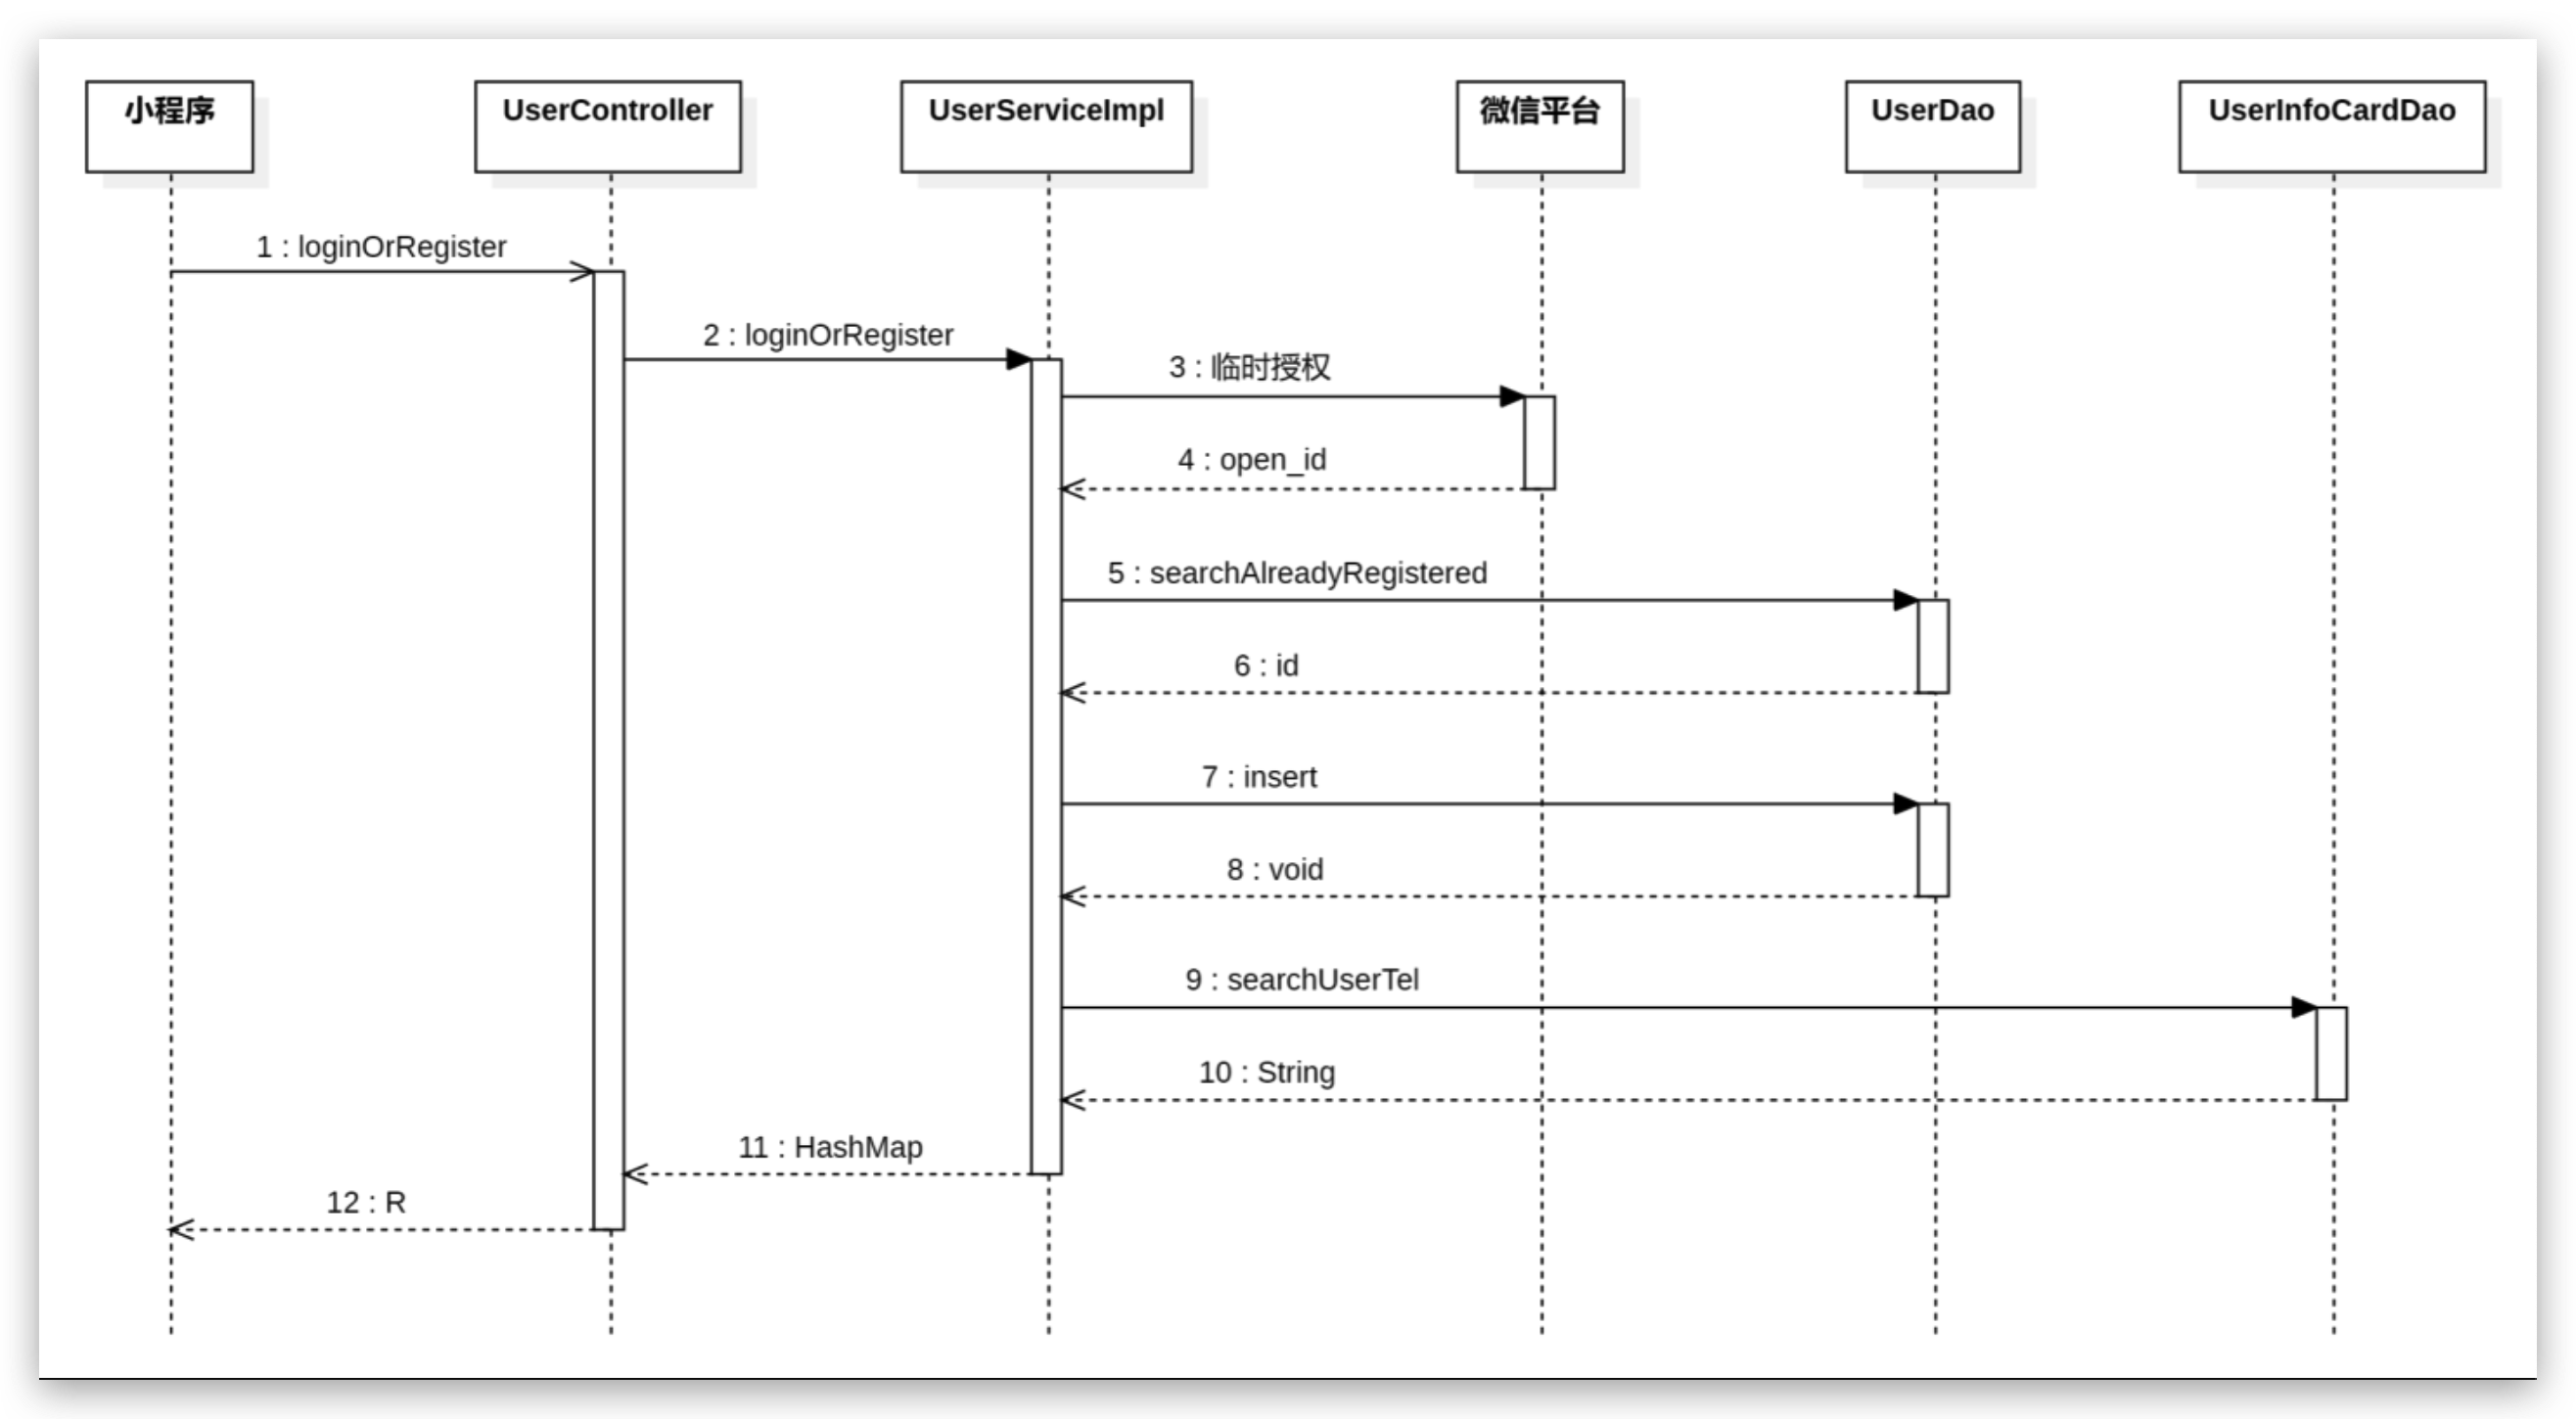 小程序
UserController
UserServiceImpl
微信平台
UserDao
UserInfoCardDao
1 : loginOrRegister
2 : loginOrRegister
3 : 临时授权
4 : open_id
5 : searchAlreadyRegistered
6 : id
7 : insert
8 : void
9 : searchUserTel
10 : String
11 : HashMap
12 : R